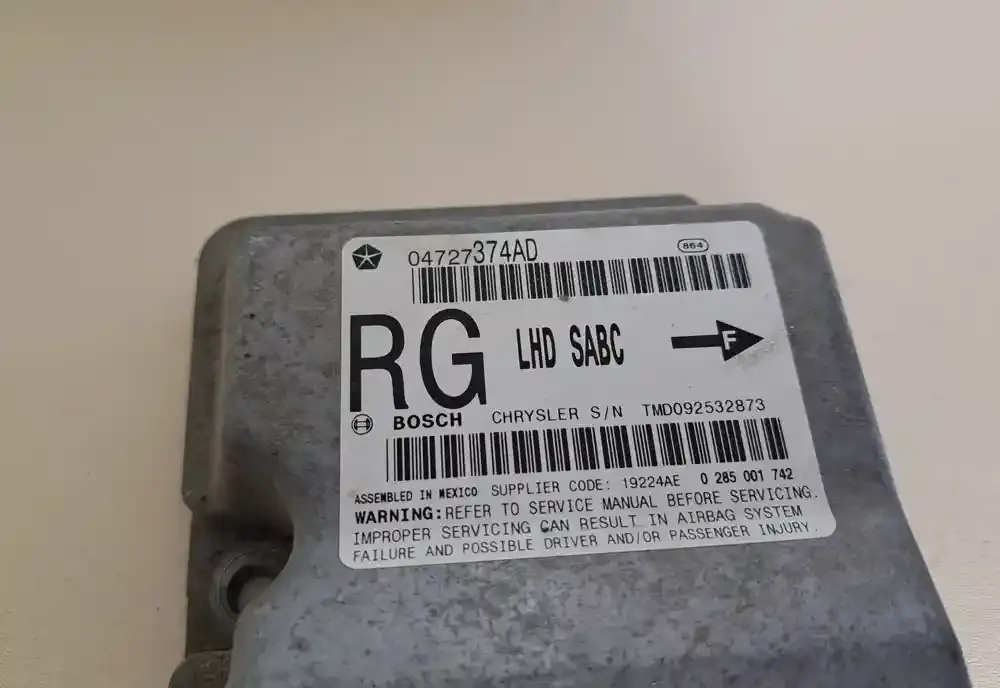 04727374AD 864
RG LHD SABC F
BOSCH CHRYSLER S/N TMD092532873
ASSEMBLED IN MEXICO SUPPLIER CODE: 19224AE 0 285 001 742
WARNING: REFER TO SERVICE MANUAL BEFORE SERVICING.
IMPROPER SERVICING CAN RESULT IN AIRBAG SYSTEM
FAILURE AND POSSIBLE DRIVER AND/OR PASSENGER INJURY.